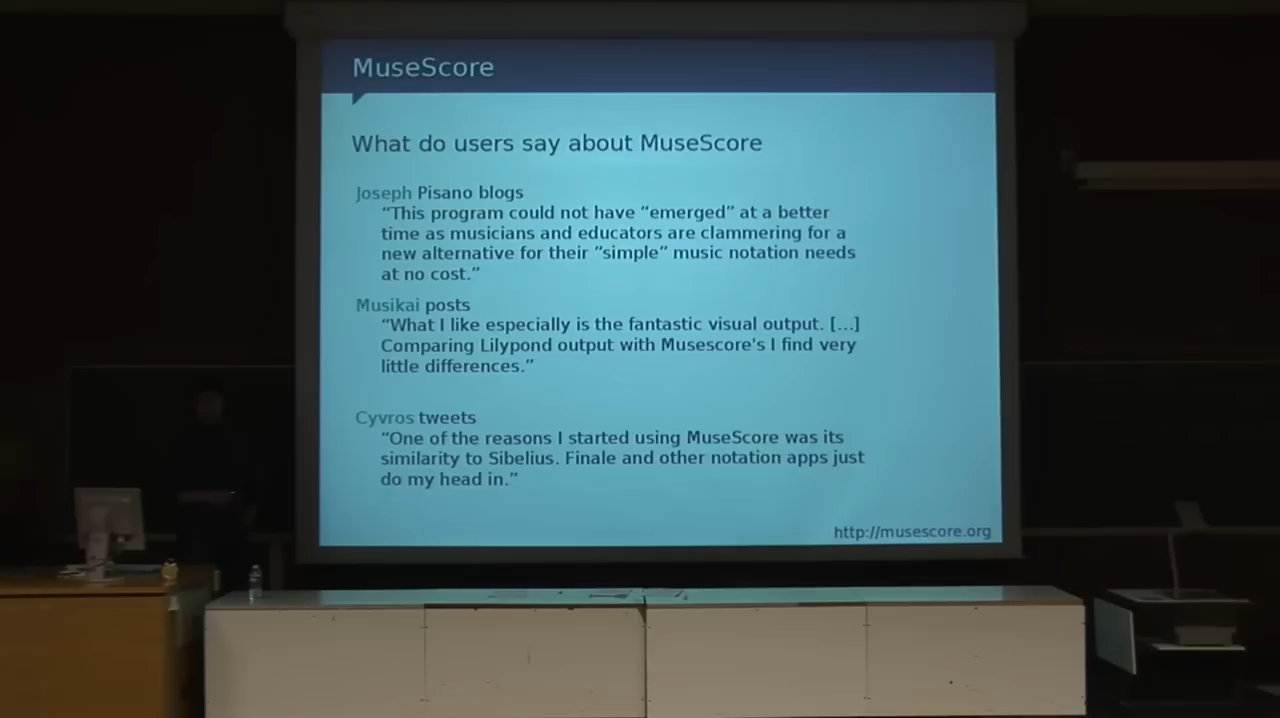 MuseScore
What do users say about MuseScore
Joseph Pisano blogs
“This program could not have “emerged” at a better
time as musicians and educators are clammering for a
new alternative for their “simple” music notation needs
at no cost.”
Musikai posts
“What I like especially is the fantastic visual output. [...]
Comparing Lilypond output with Musescore's I find very
little differences.”
Cyvros tweets
“One of the reasons I started using MuseScore was its
similarity to Sibelius. Finale and other notation apps just
do my head in.”
http://musescore.org